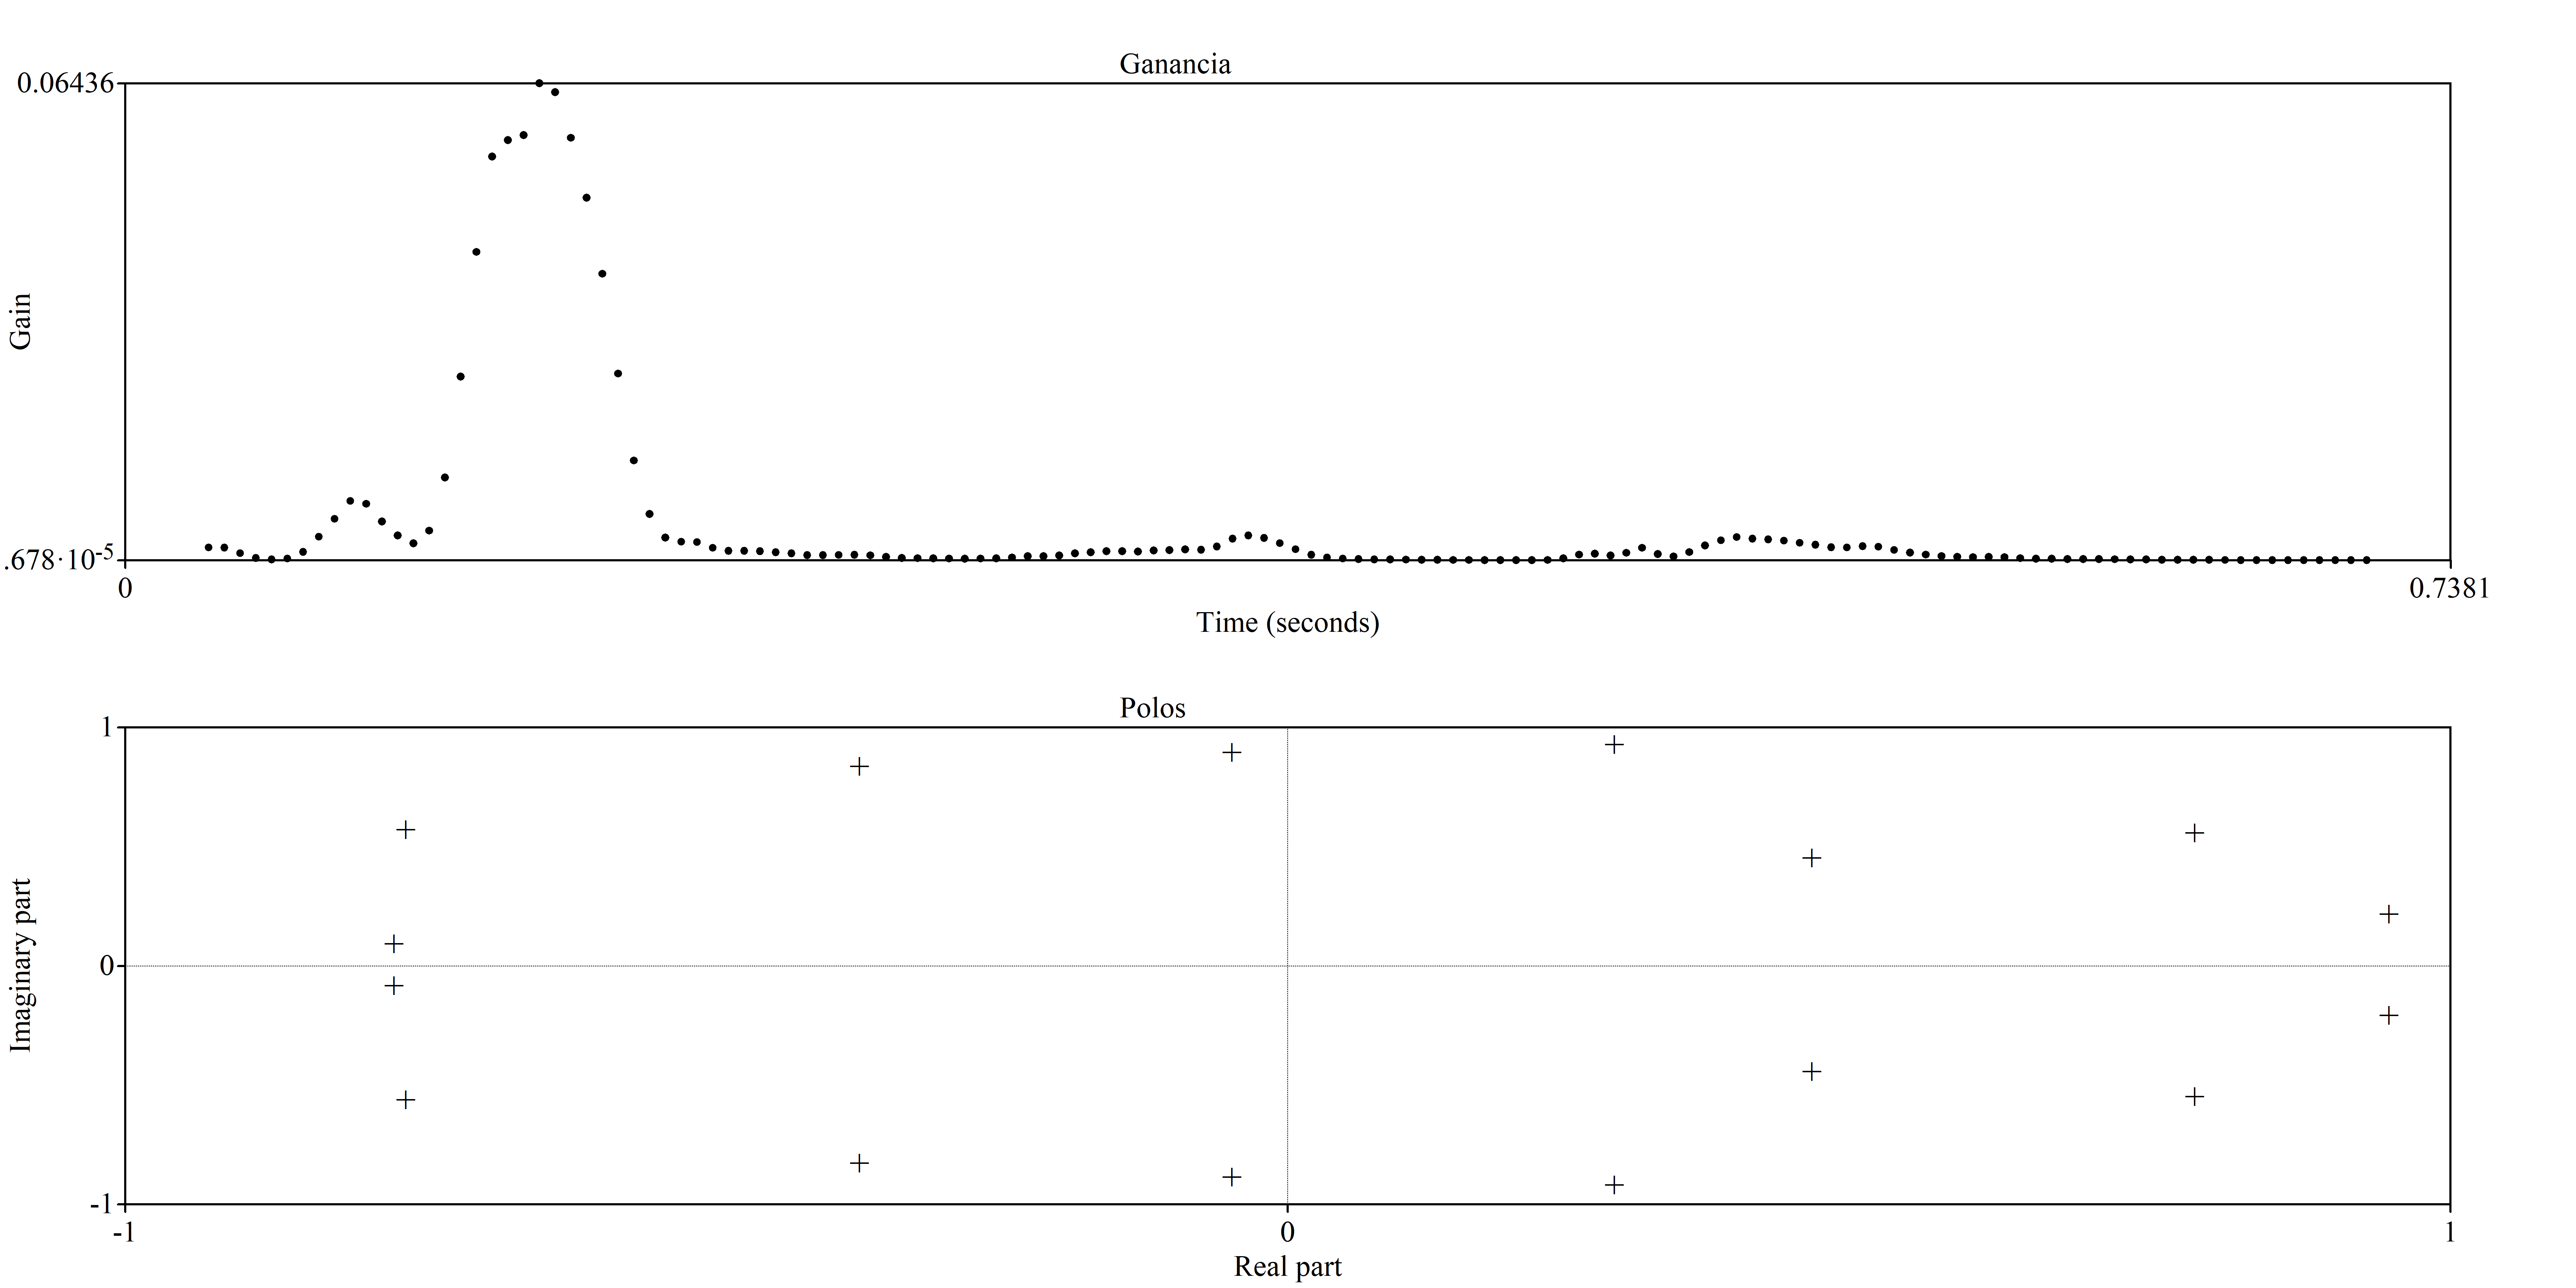 Ganancia
0.06436
Gain
.678·10-5
0
0.7381
Time (seconds)
Polos
1
Imaginary part
0
-1
-1
0
1
Real part